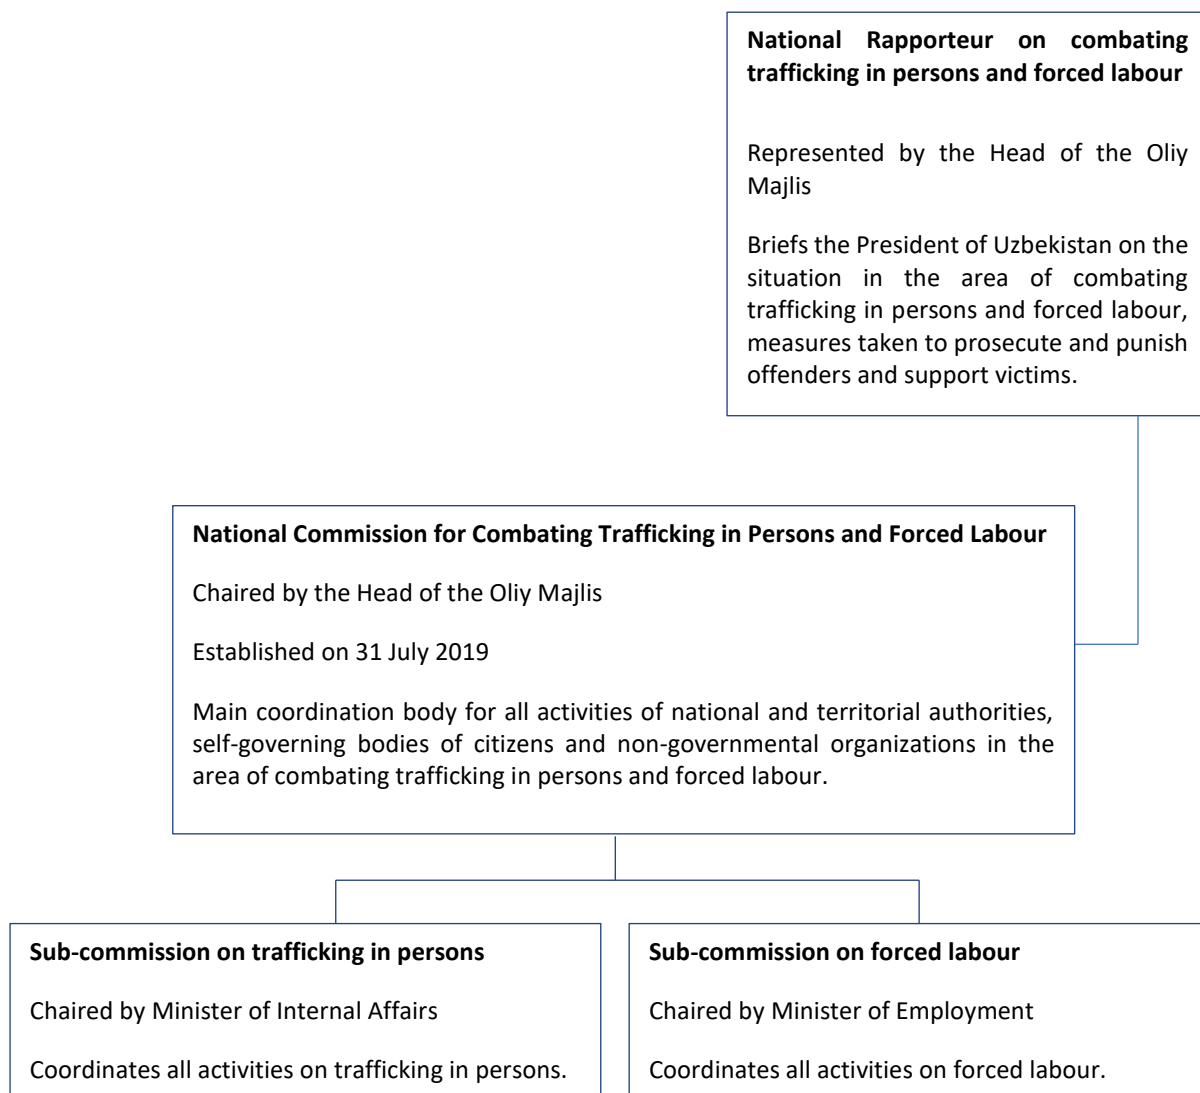 National Rapporteur on combating
trafficking in persons and forced labour
Represented by the Head of the Oliy
Majlis
Briefs the President of Uzbekistan on the
situation in the area of combating
trafficking in persons and forced labour,
measures taken to prosecute and punish
offenders and support victims.
National Commission for Combating Trafficking in Persons and Forced Labour
Chaired by the Head of the Oliy Majlis
Established on 31 July 2019
Main coordination body for all activities of national and territorial authorities,
self-governing bodies of citizens and non-governmental organizations in the
area of combating trafficking in persons and forced labour.
Sub-commission on trafficking in persons
Chaired by Minister of Internal Affairs
Coordinates all activities on trafficking in persons.
Sub-commission on forced labour
Chaired by Minister of Employment
Coordinates all activities on forced labour.